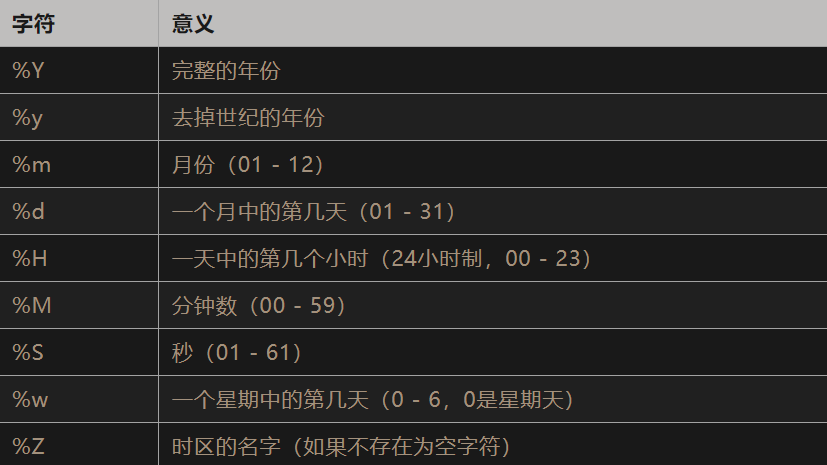 字符 意义
%Y 完整的年份
%y 去掉世纪的年份
%m 月份（01 - 12）
%d 一个月中的第几天（01 - 31）
%H 一天中的第几个小时（24小时制，00 - 23）
%M 分钟数（00 - 59）
%S 秒（01 - 61）
%w 一个星期中的第几天（0 - 6，0是星期天）
%Z 时区的名字（如果不存在为空字符）